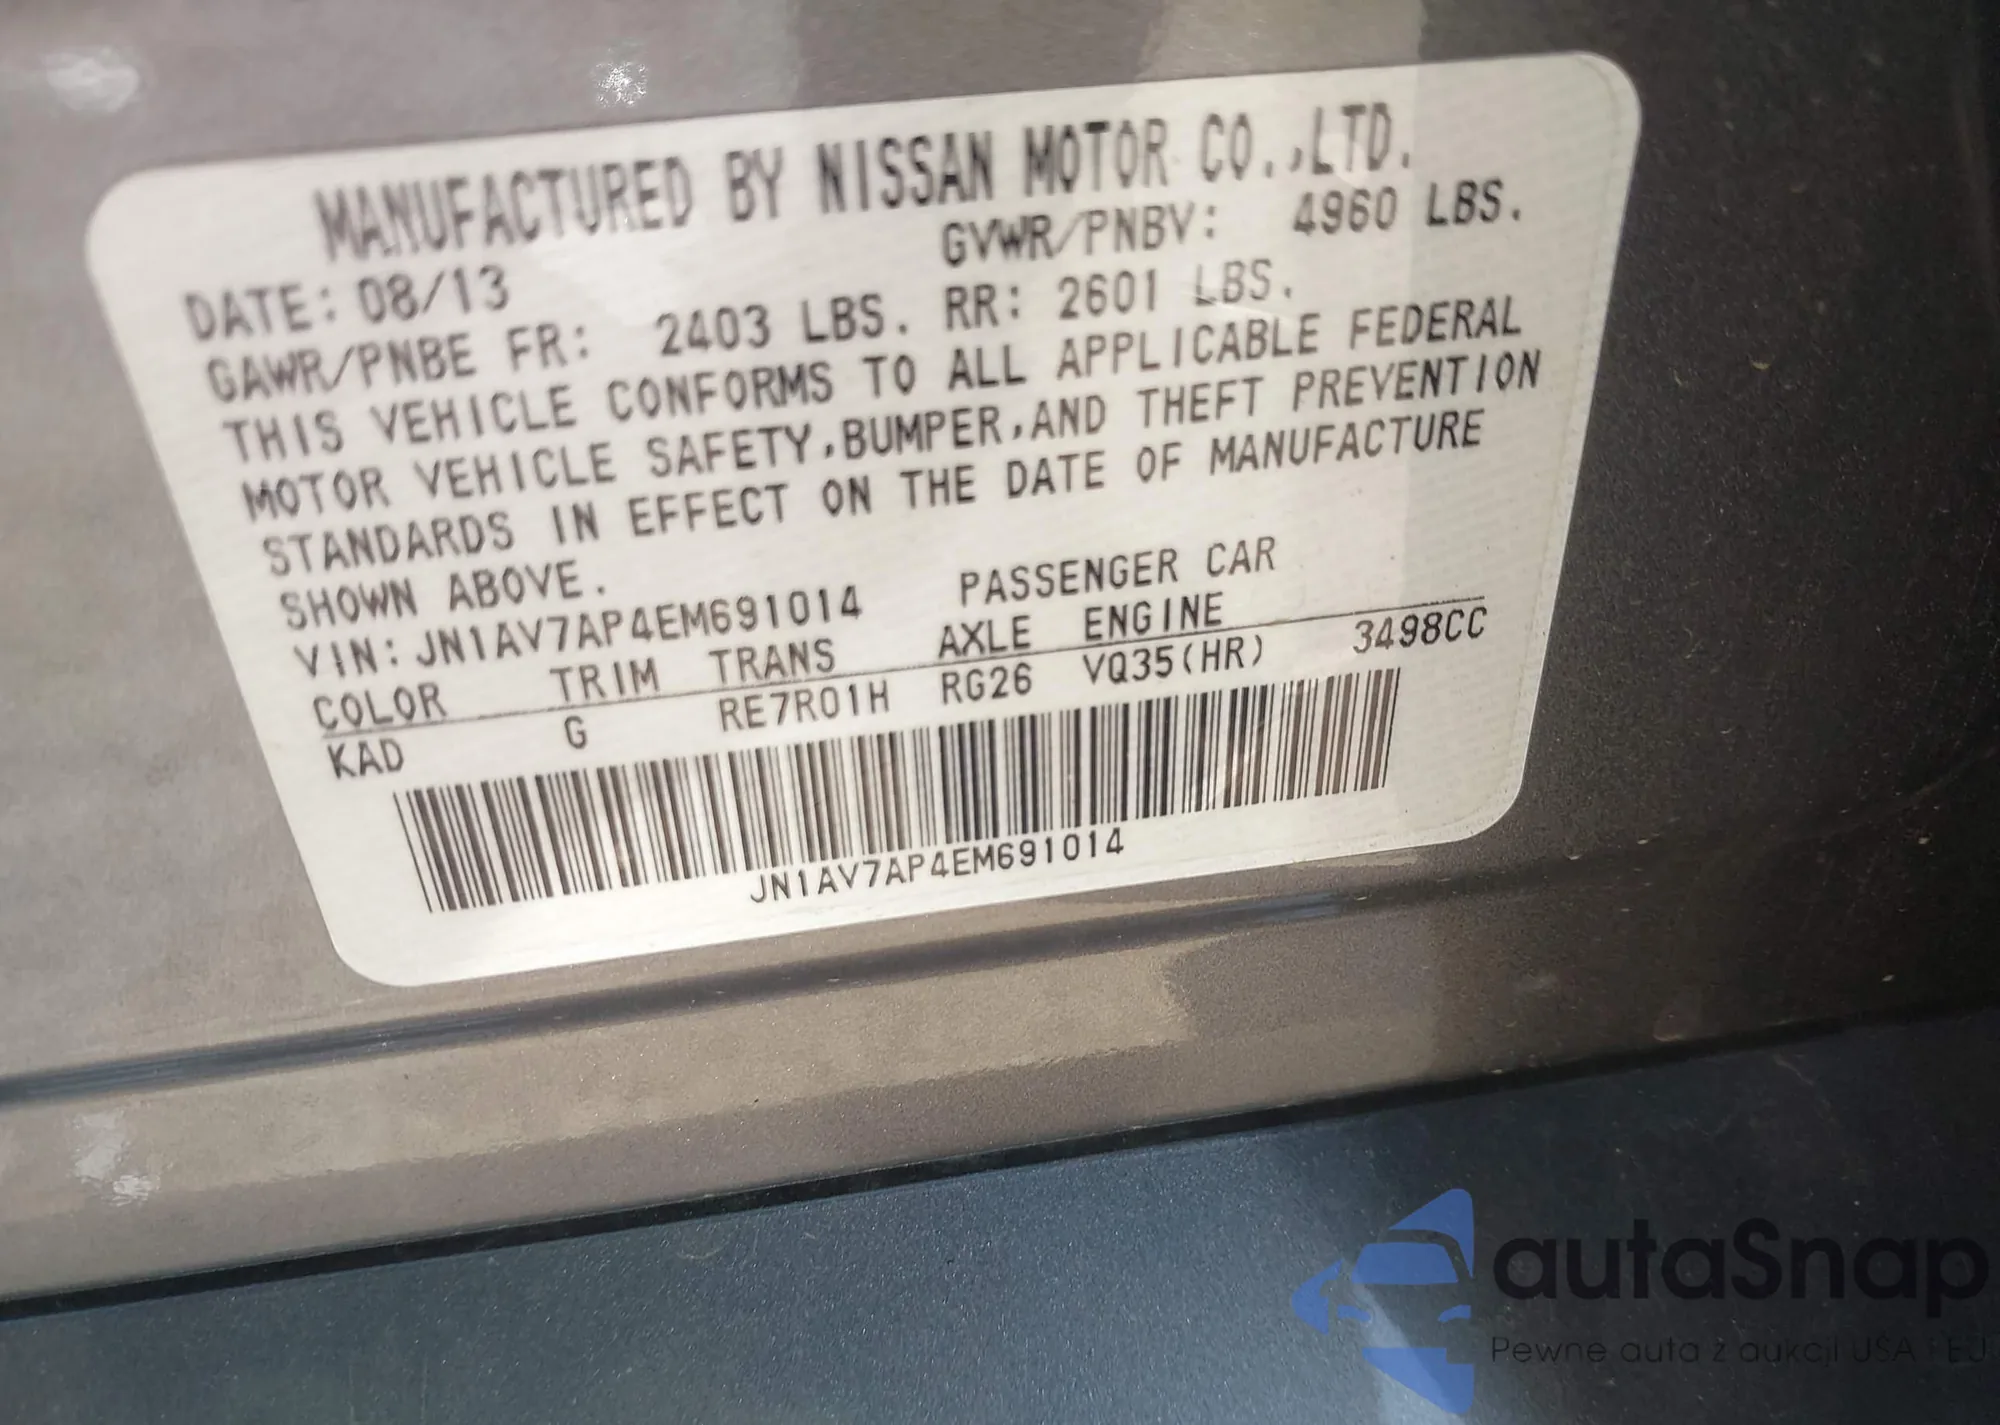 MANUFACTURED BY NISSAN MOTOR CO.,LTD.
DATE: 08/13 GVWR/PNBV: 4960 LBS.
GAWR/PNBE FR: 2403 LBS. RR: 2601 LBS.
THIS VEHICLE CONFORMS TO ALL APPLICABLE FEDERAL
MOTOR VEHICLE SAFETY,BUMPER,AND THEFT PREVENTION
STANDARDS IN EFFECT ON THE DATE OF MANUFACTURE
SHOWN ABOVE.
VIN: JN1AV7AP4EM691014 PASSENGER CAR
COLOR TRIM TRANS AXLE ENGINE
KAD G RE7R01H RG26 VQ35(HR) 3498CC
JN1AV7AP4EM691014
autaSnap
Pewne auta z aukcji USA i EU